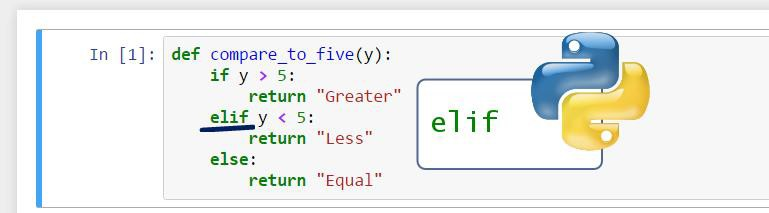 In [1]: def compare_to_five(y):
    if y > 5:
        return "Greater"
    elif y < 5:
        return "Less"
    else:
        return "Equal"
elif